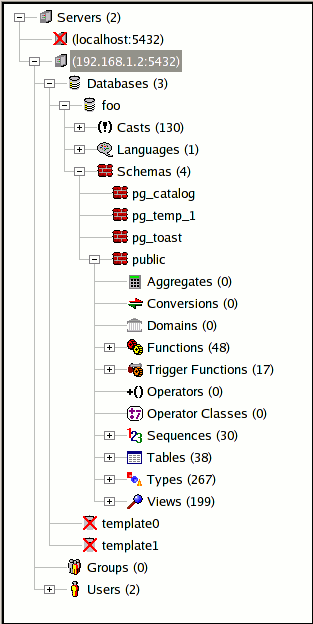 Servers (2)
(localhost:5432)
(192.168.1.2:5432)
Databases (3)
foo
Casts (130)
Languages (1)
Schemas (4)
pg_catalog
pg_temp_1
pg_toast
public
Aggregates (0)
Conversions (0)
Domains (0)
Functions (48)
Trigger Functions (17)
Operators (0)
Operator Classes (0)
Sequences (30)
Tables (38)
Types (267)
Views (199)
template0
template1
Groups (0)
Users (2)